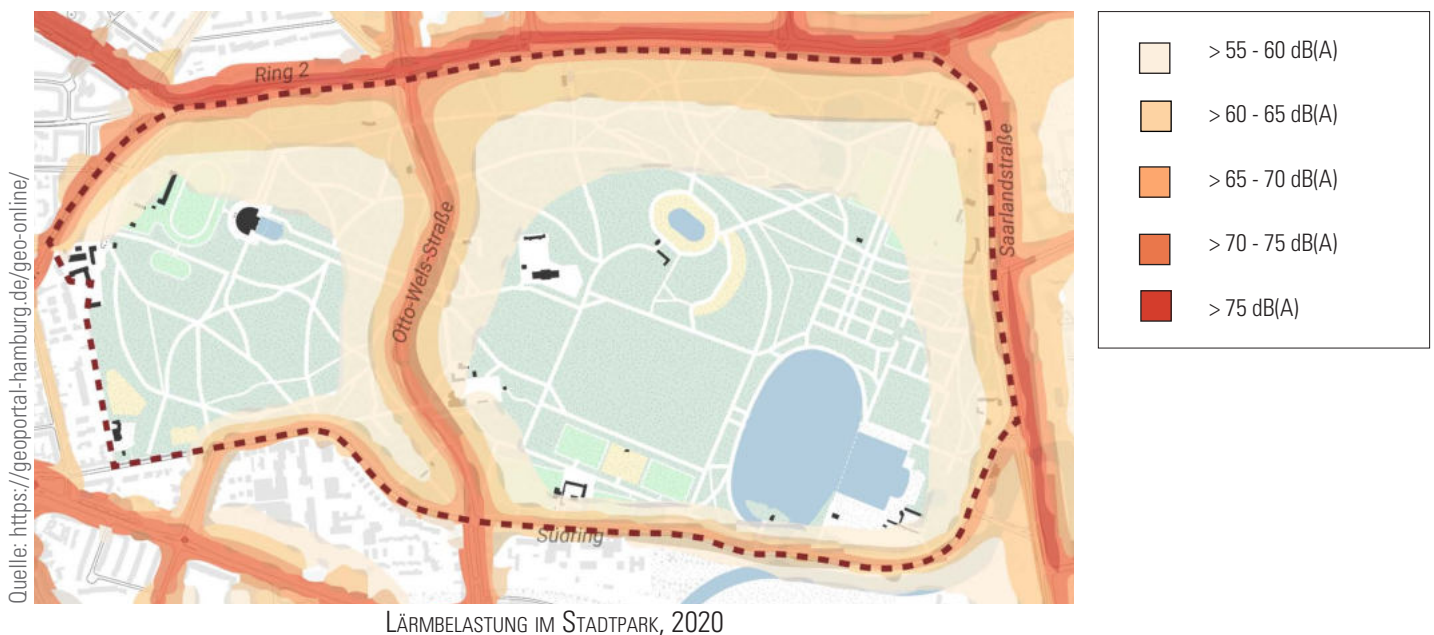 Ring 2
Otto-Wels-Straße
Saarlandstraße
Südring
> 55 - 60 dB(A)
> 60 - 65 dB(A)
> 65 - 70 dB(A)
> 70 - 75 dB(A)
> 75 dB(A)
Quelle: https://geoportal-hamburg.de/geo-online/
LÄRMBELASTUNG IM STADTPARK, 2020